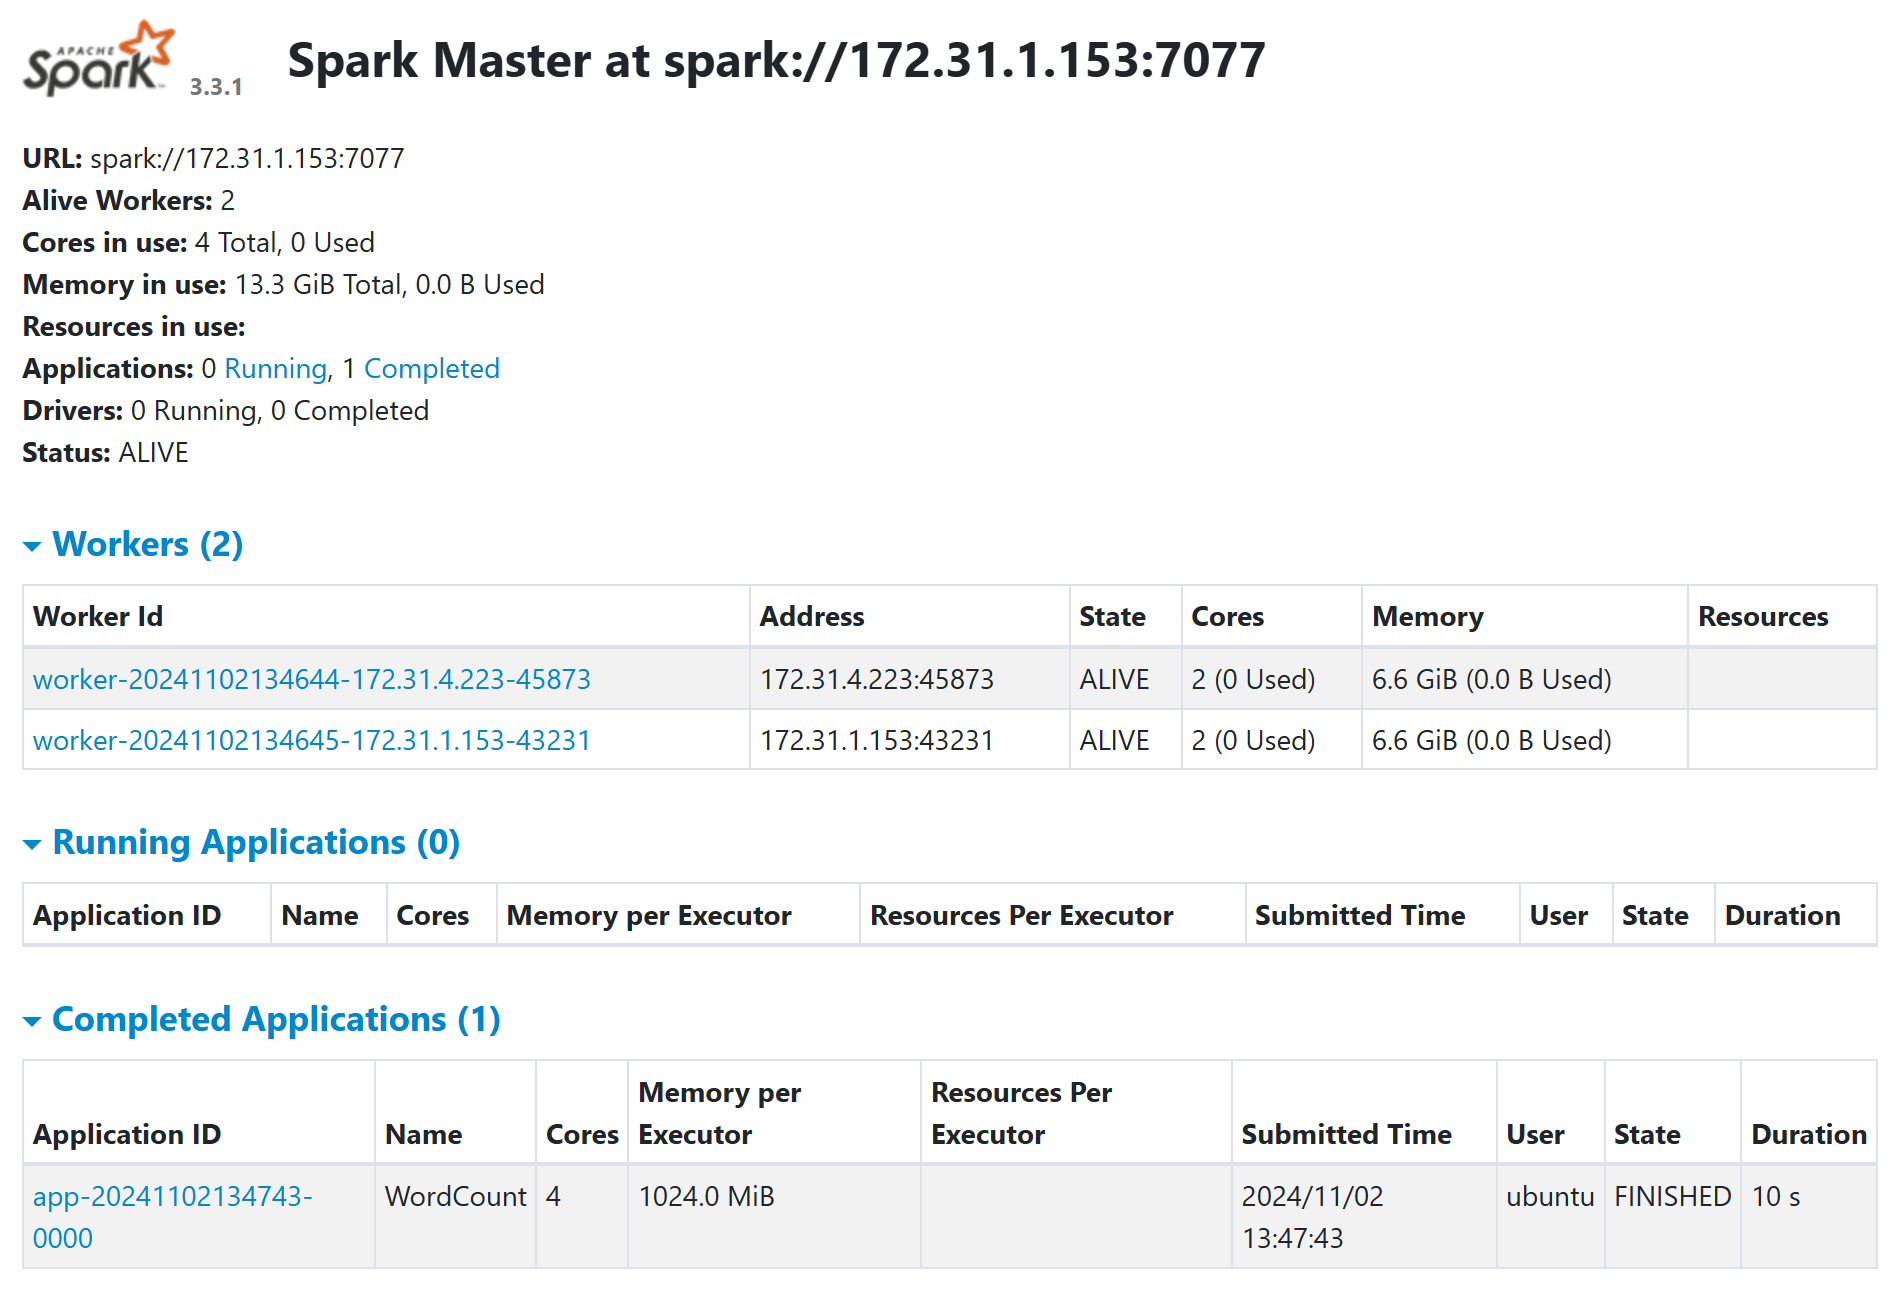 APACHE
Spark™ 3.3.1 Spark Master at spark://172.31.1.153:7077
URL: spark://172.31.1.153:7077
Alive Workers: 2
Cores in use: 4 Total, 0 Used
Memory in use: 13.3 GiB Total, 0.0 B Used
Resources in use:
Applications: 0 Running, 1 Completed
Drivers: 0 Running, 0 Completed
Status: ALIVE
Workers (2)
Worker Id Address State Cores Memory Resources
worker-20241102134644-172.31.4.223-45873 172.31.4.223:45873 ALIVE 2 (0 Used) 6.6 GiB (0.0 B Used)
worker-20241102134645-172.31.1.153-43231 172.31.1.153:43231 ALIVE 2 (0 Used) 6.6 GiB (0.0 B Used)
Running Applications (0)
Application ID Name Cores Memory per Executor Resources Per Executor Submitted Time User State Duration
Completed Applications (1)
Memory per Resources Per
Application ID Name Cores Executor Executor Submitted Time User State Duration
app-20241102134743- WordCount 4 1024.0 MiB 2024/11/02 ubuntu FINISHED 10 s
0000 13:47:43